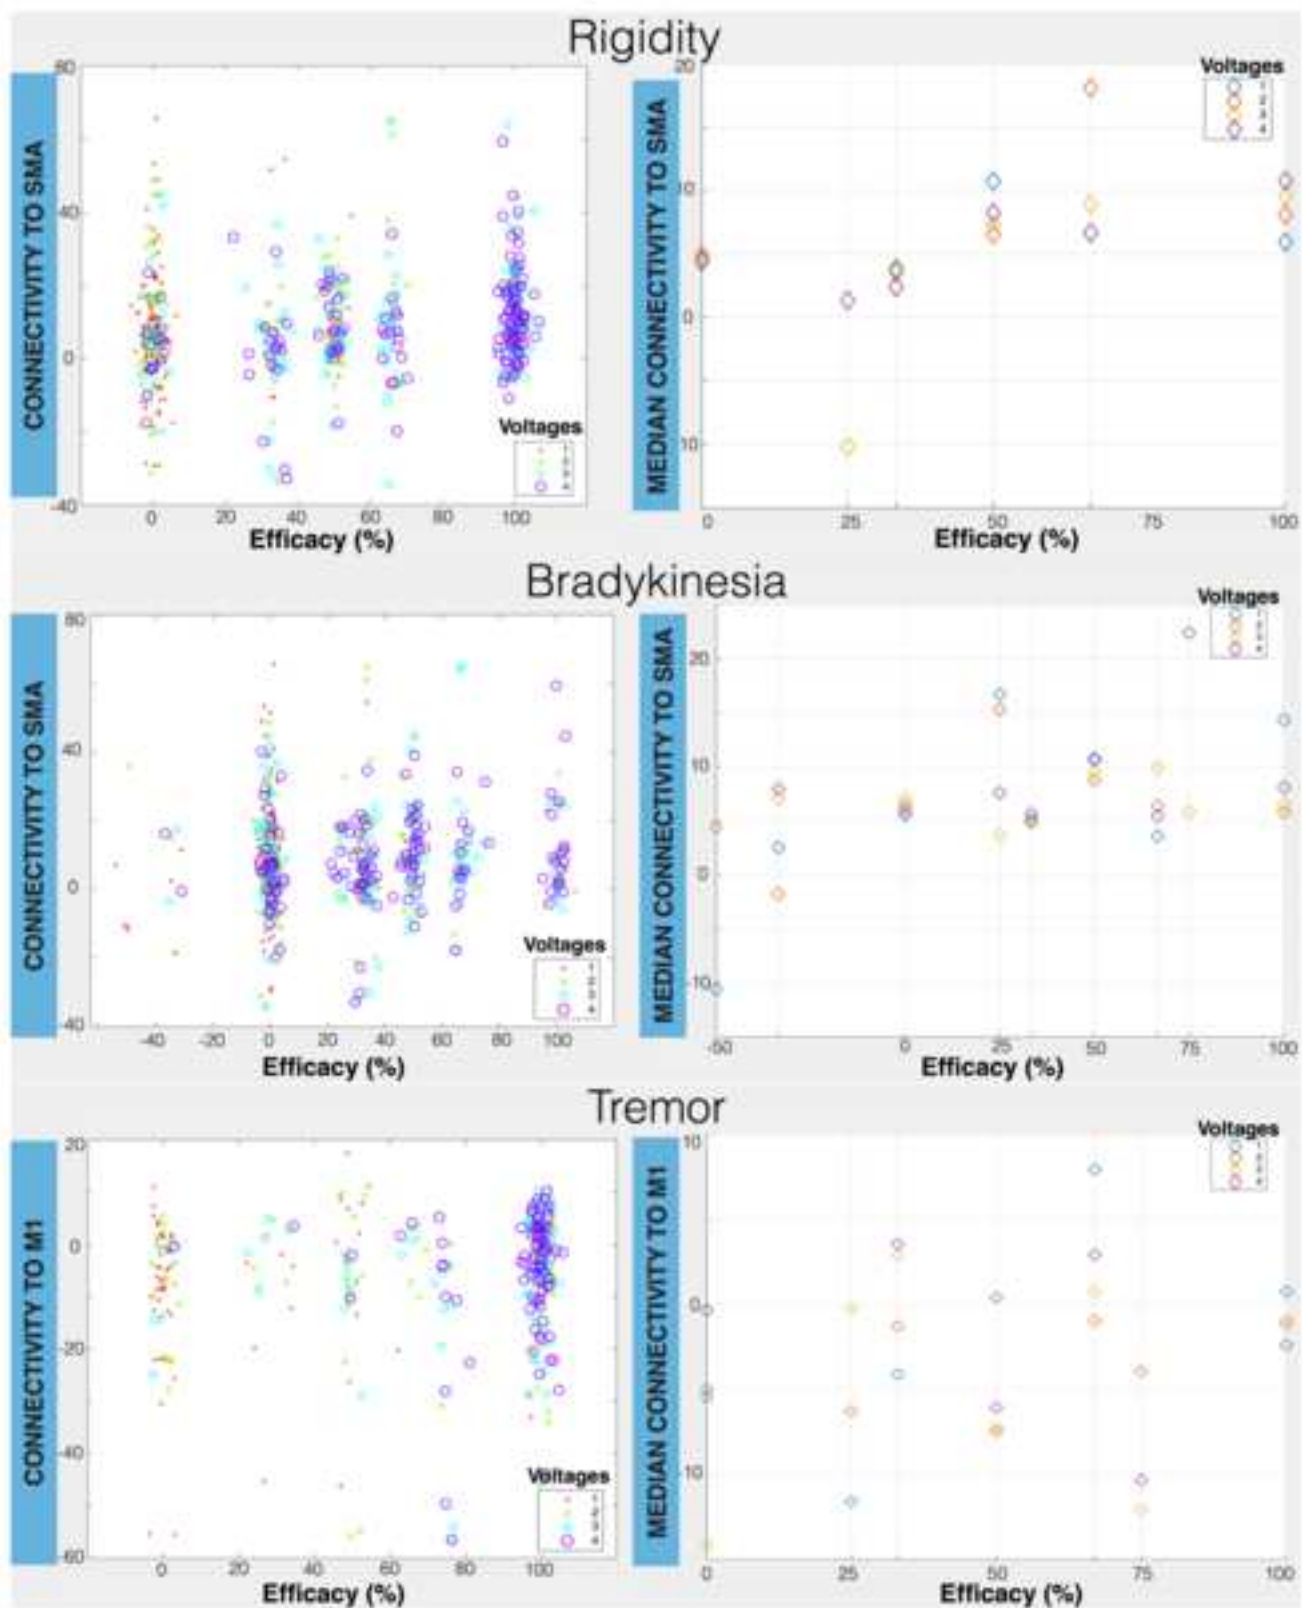 Rigidity
CONNECTIVITY TO SMA
80
40
0
-40
0 20 40 60 80 100
Efficacy (%)
Voltages
MEDIAN CONNECTIVITY TO SMA
20
10
0
10
0 25 50 75 100
Efficacy (%)
Voltages
Bradykinesia
CONNECTIVITY TO SMA
80
40
0
-40
-40 -20 0 20 40 60 80 100
Efficacy (%)
Voltages
MEDIAN CONNECTIVITY TO SMA
20
10
0
-10
-50 0 25 50 75 100
Efficacy (%)
Voltages
Tremor
CONNECTIVITY TO M1
20
0
-20
-40
-60
0 20 40 60 80 100
Efficacy (%)
Voltages
MEDIAN CONNECTIVITY TO M1
10
0
10
0 25 50 75 100
Efficacy (%)
Voltages